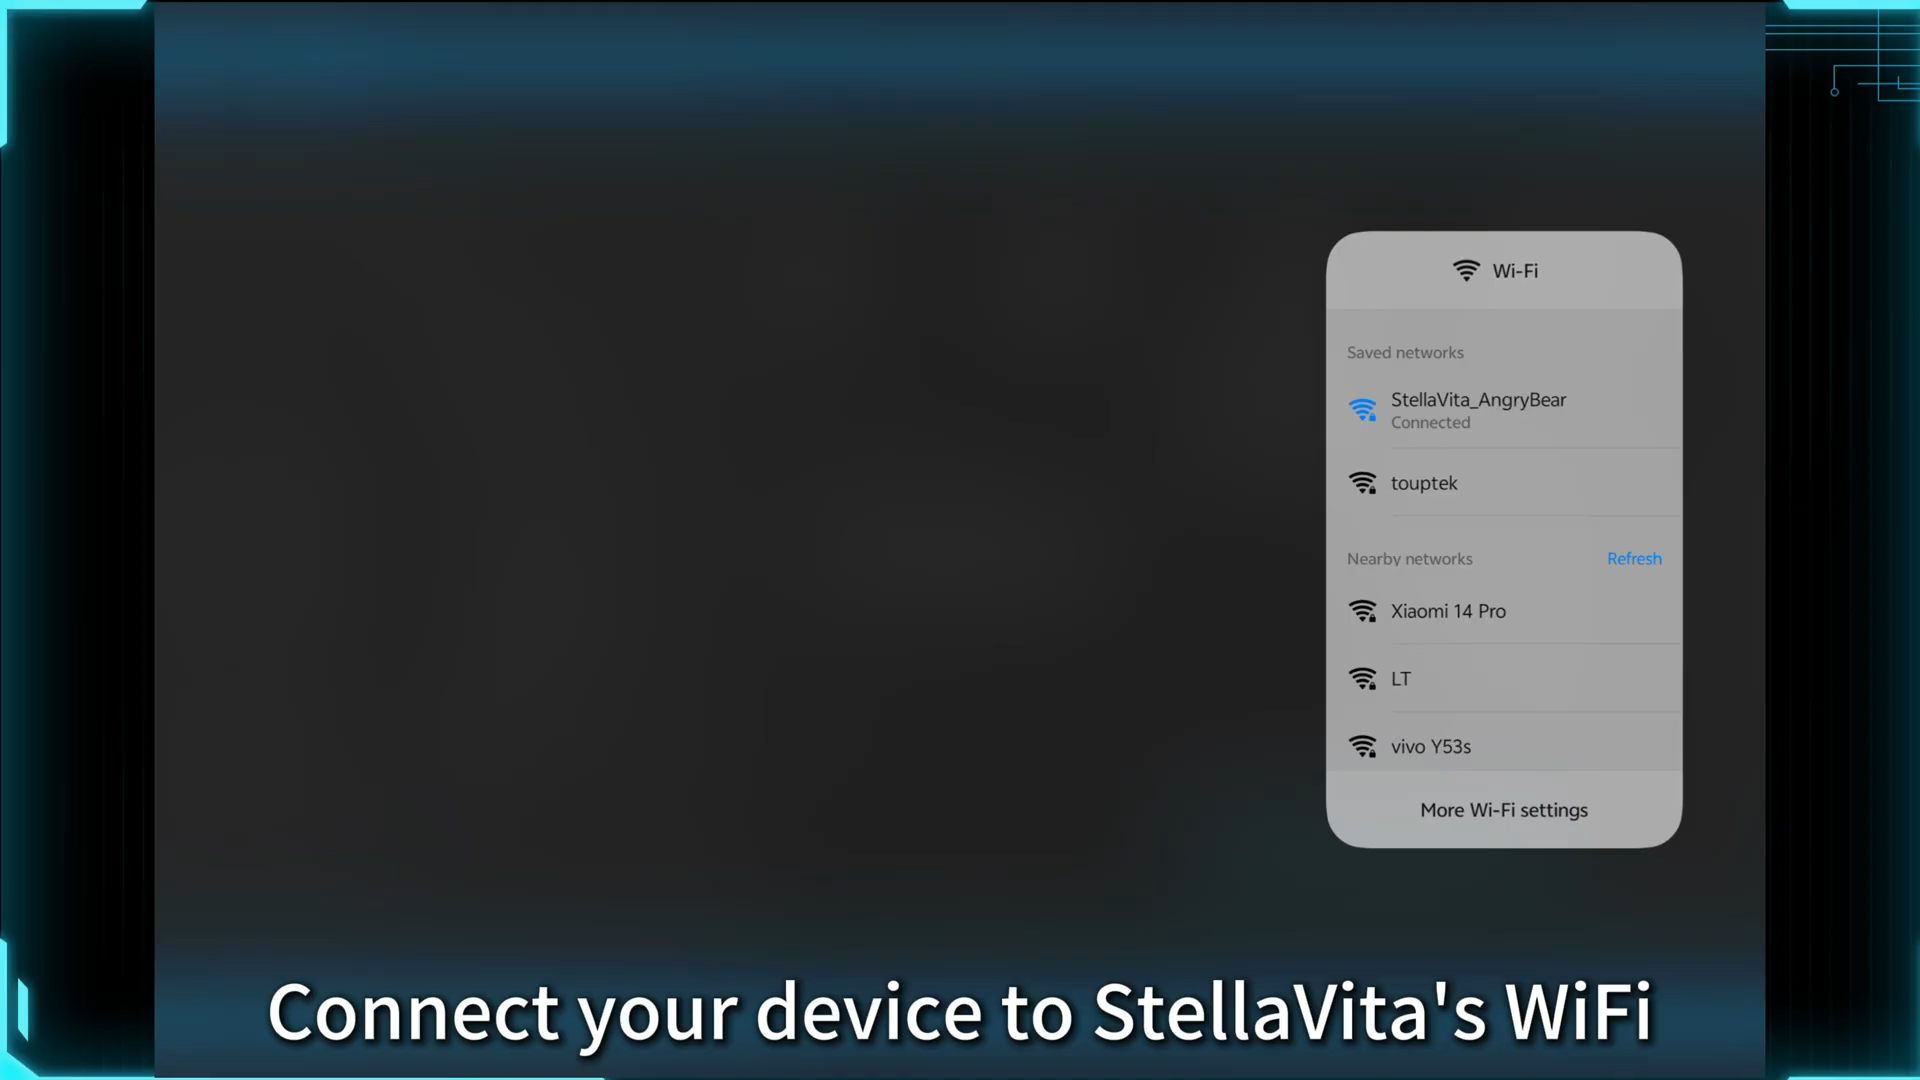 Wi-Fi
Saved networks
StellaVita_AngryBear
Connected
touptek
Nearby networks
Refresh
Xiaomi 14 Pro
LT
vivo Y53s
More Wi-Fi settings
Connect your device to StellaVita's WiFi